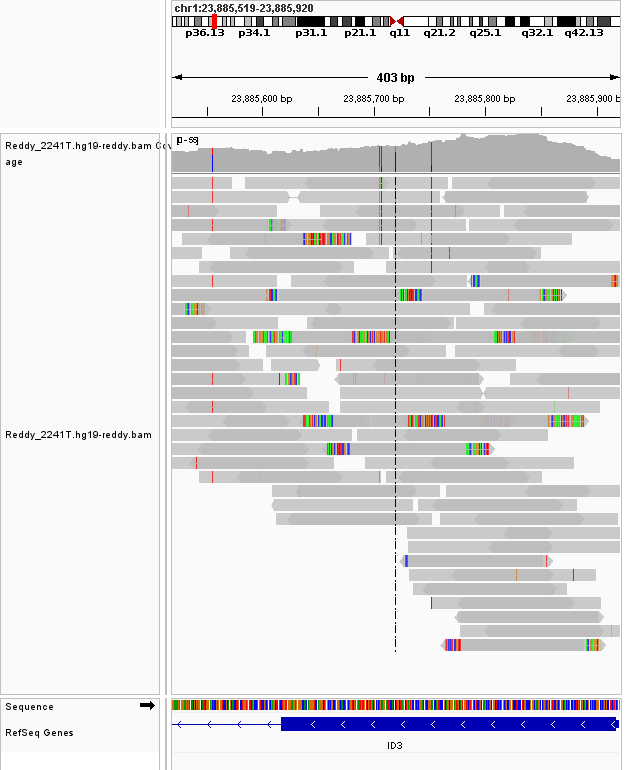 chr1:23,885,519-23,885,920
p36.13 p34.1 p31.1 p21.1 q11 q21.2 q25.1 q32.1 q42.13
403 bp
23,885,600 bp 23,885,700 bp 23,885,800 bp 23,885,900 b
Reddy_2241T.hg19-reddy.bam Cov
age
Reddy_2241T.hg19-reddy.bam
Sequence
RefSeq Genes
ID3